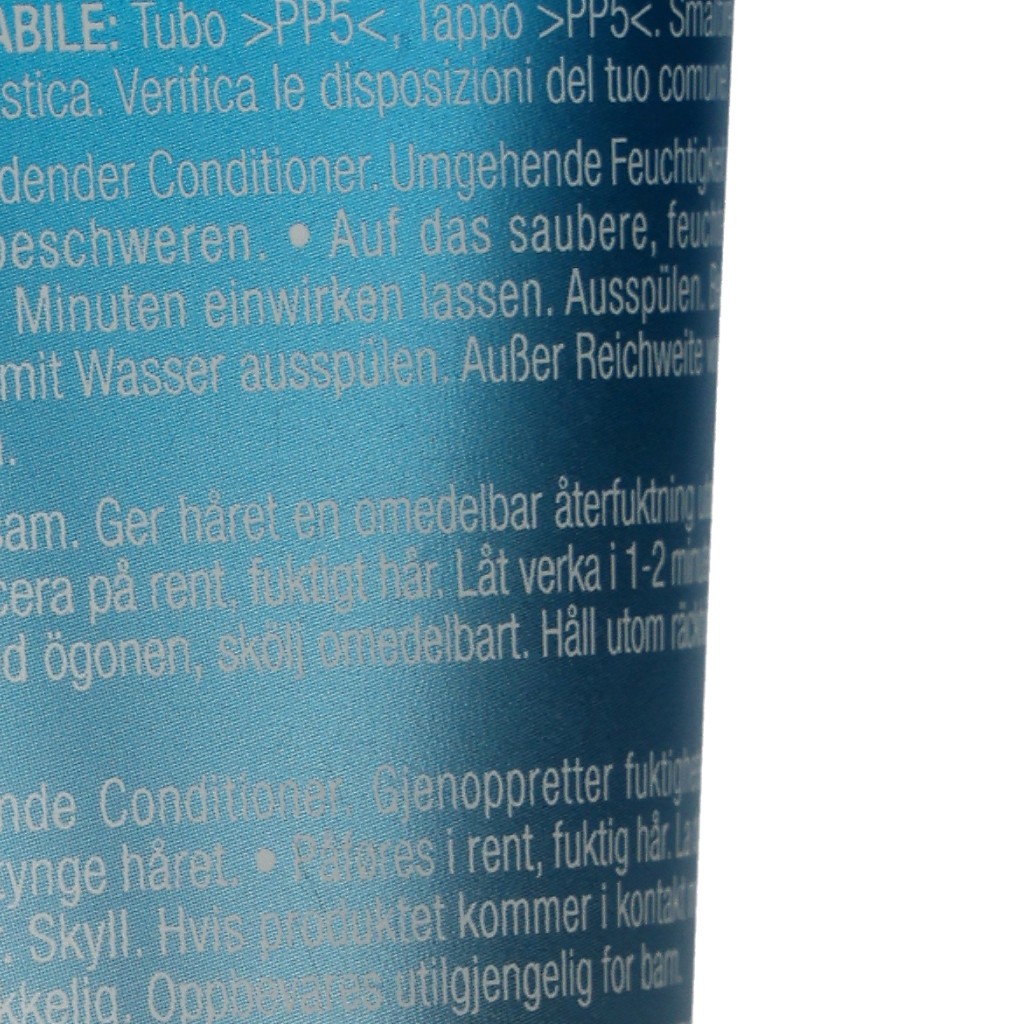 ABILE: Tubo >PP5<, Tappo >PP5<.
stica. Verifica le disposizioni del tuo comune
dender Conditioner. Umgehende
beschweren. • Auf das saubere,
Minuten einwirken lassen. Ausspülen.
mit Wasser ausspülen. Außer Reichweite
sam. Ger håret en omedelbar återfuktning
cera på rent, fuktigt hår. Låt verka i 1-2
d ögonen, skölj omedelbart. Håll utom
nde Conditioner. Gjenoppretter
tynge håret. • Påføres i rent, fuktig hår. La
. Skyll. Hvis produktet kommer i kontakt
kkelig. Oppbevares utilgjengelig for barn.